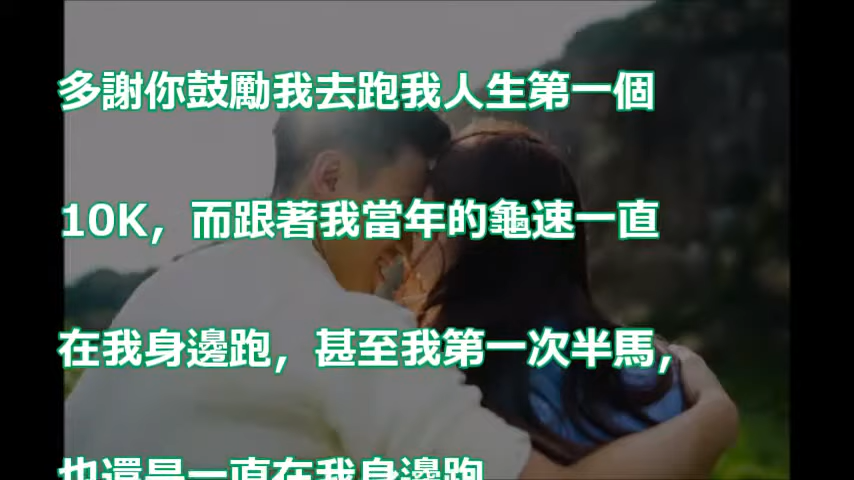 多謝你鼓勵我去跑我人生第一個
10K，而跟著我當年的龜速一直
在我身邊跑，甚至我第一次半馬，
也還是一直在我身邊跑